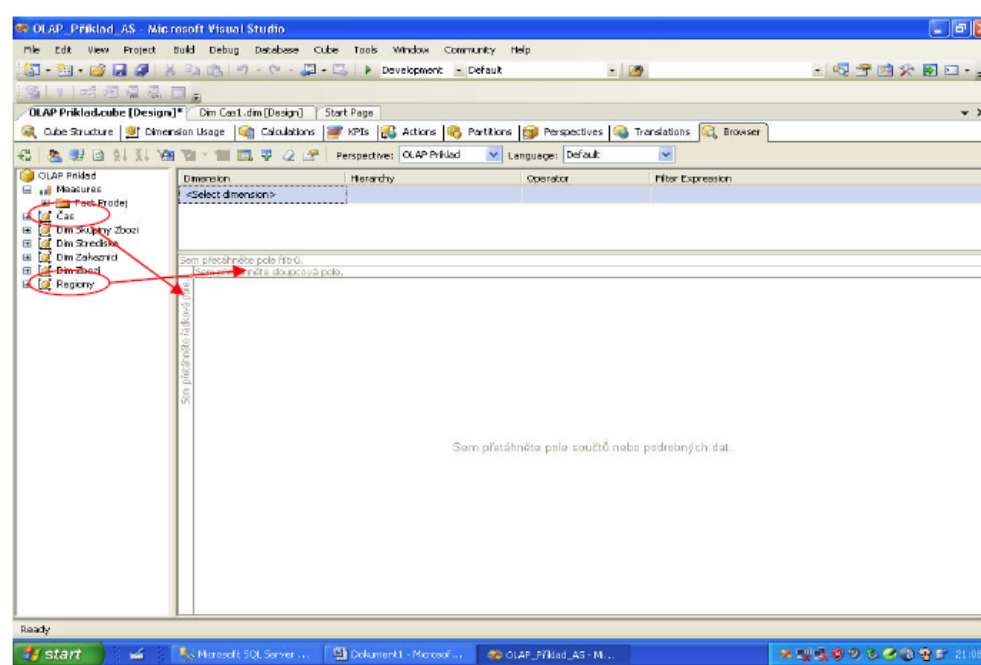 OLAP_Příklad_AS - Microsoft Visual Studio
File Edit View Project Build Debug Database Cube Tools Window Community Help
Development Default
OLAP Priklad.cube [Design]* Dim Cas1.dim [Design] Start Page
Cube Structure Dimension Usage Calculations KPIs Actions Partitions Perspectives Translations Browser
Perspective: OLAP Priklad Language: Default
OLAP Priklad
Measures
Fact Prodej
Čas
Dim Skupiny Zbozi
Dim Strediska
Dim Zakaznici
Dim Zbozi
Regiony
Dimension Hierarchy Operator Filter Expression
<Select dimension>
Sem přetáhněte pole filtrů.
Sem přetáhněte sloupcová pole.
Sem přetáhněte řádková pole.
Sem přetáhněte pole součtů nebo podrobných dat.
Ready
start Microsoft SQL Server ... Dokument1 - Microsof... OLAP_Příklad_AS - M... 21:08